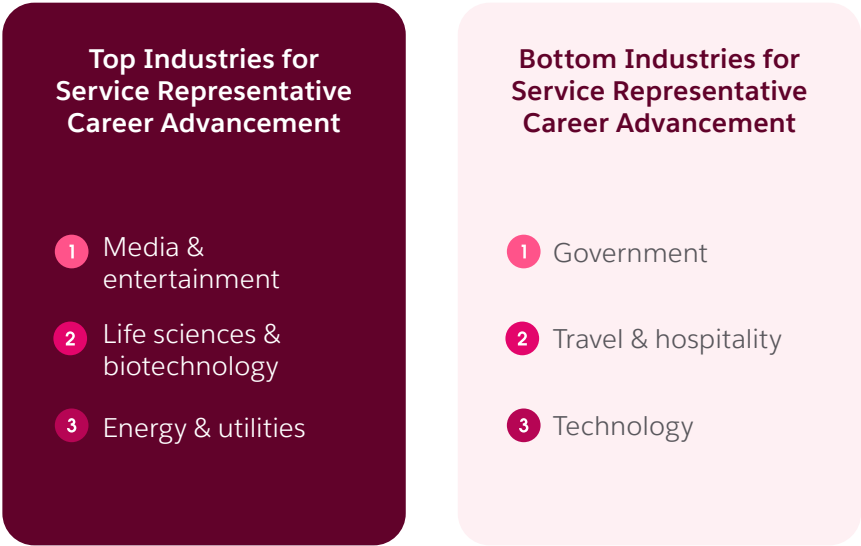 Top Industries for
Service Representative
Career Advancement
1 Media &
entertainment
2 Life sciences &
biotechnology
3 Energy & utilities
Bottom Industries for
Service Representative
Career Advancement
1 Government
2 Travel & hospitality
3 Technology